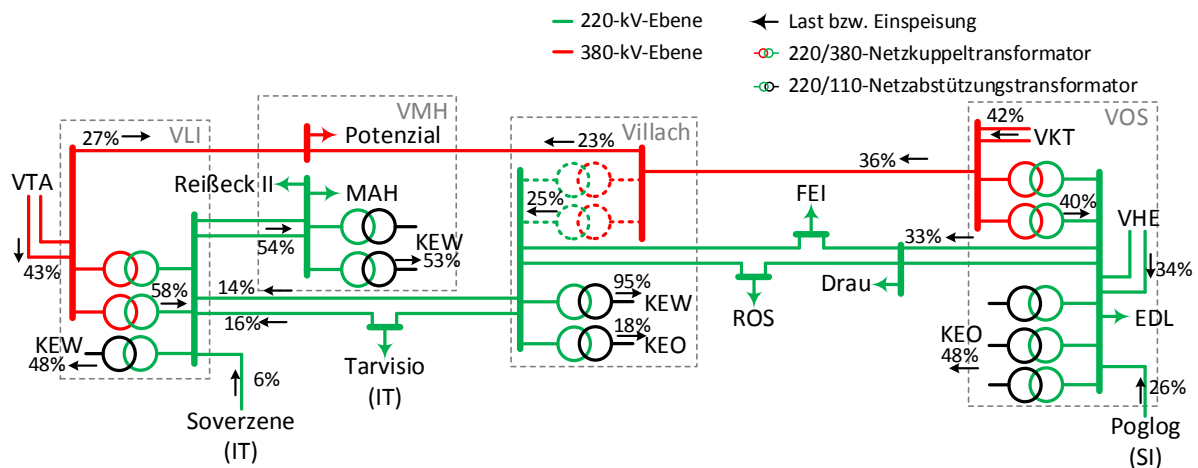 220-kV-Ebene
Last bzw. Einspeisung
380-kV-Ebene
220/380-Netzkuppeltransformator
220/110-Netzabstützungstransformator
VLI
VMH
Villach
VOS
27%
Potenzial
23%
42%
VKT
VTA
Reißeck II
MAH
36%
FEI
25%
40%
VHE
54%
KEW
53%
33%
43%
58%
14%
Drau
34%
95%
KEW
16%
ROS
EDL
KEW
48%
18%
KEO
KEO
48%
Tarvisio
(IT)
6%
26%
Soverzene
(IT)
Poglog
(SI)